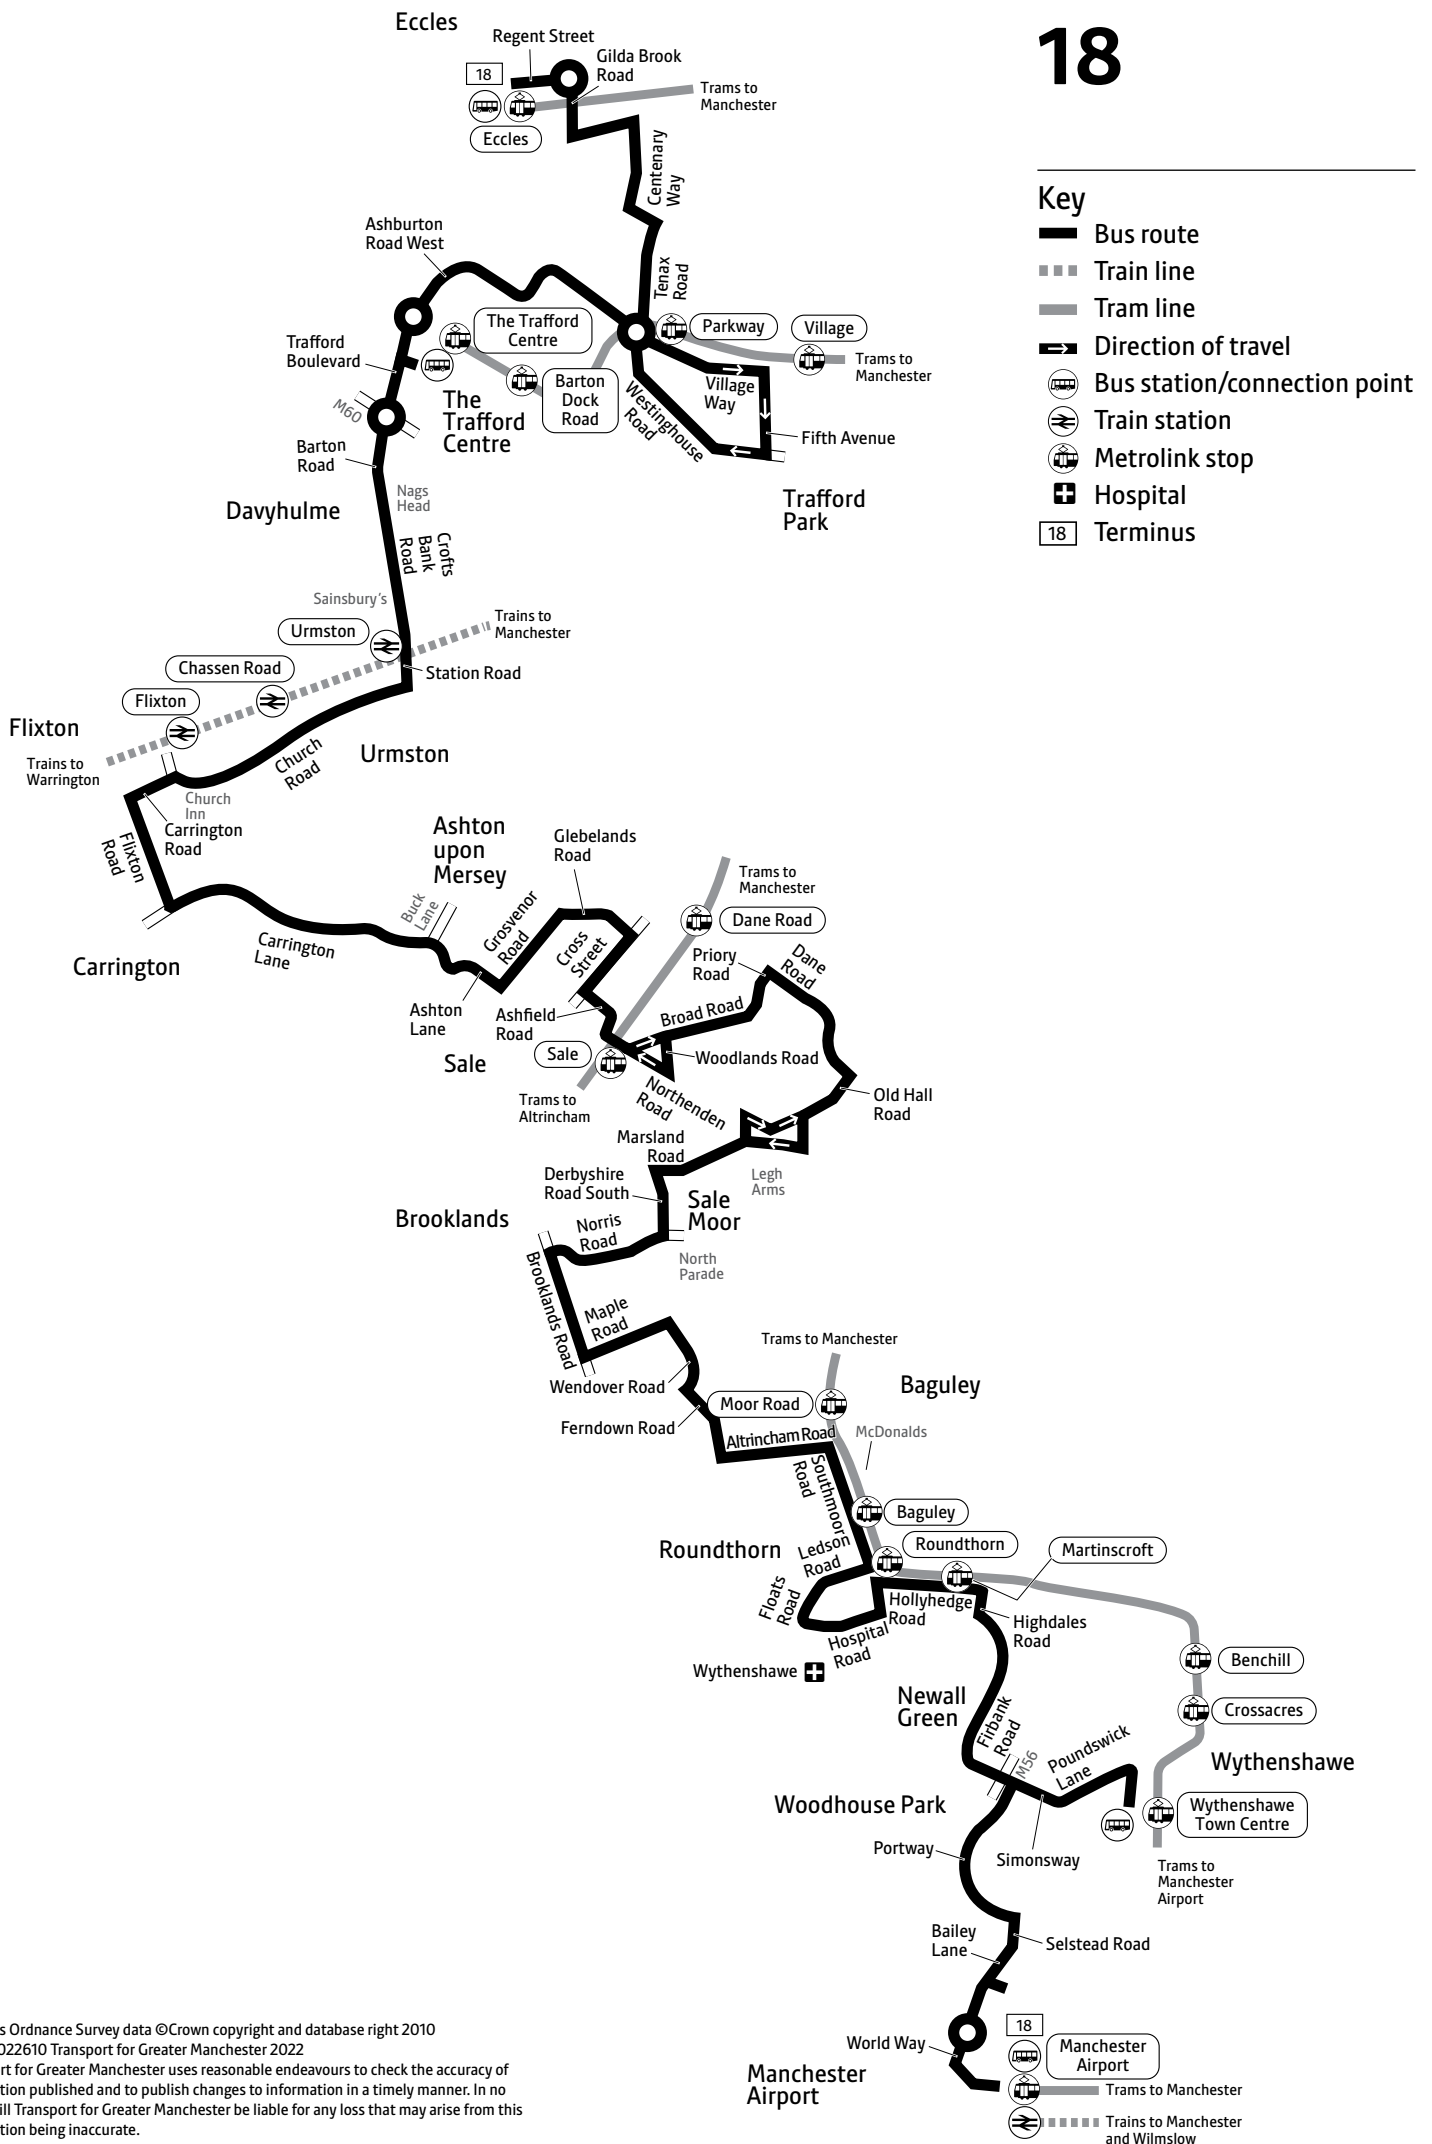 18
Key
Bus route
Train line
Tram line
Direction of travel
Bus station/connection point
Train station
Metrolink stop
Hospital
18
Terminus
Eccles
Regent Street
Gilda Brook
Road
18
Eccles
Trams to
Manchester
Centenary
Way
Tenax
Road
Ashburton
Road West
The Trafford
Centre
Parkway
Village
Trams to
Manchester
Trafford
Boulevard
Barton
Dock
Road
Village
Way
Westinghouse
Road
Fifth Avenue
M60
The
Trafford
Centre
Barton
Road
Trafford
Park
Davyhulme
Nags
Head
Crofts
Bank
Road
Sainsbury's
Urmston
Trains to
Manchester
Chassen Road
Station Road
Flixton
Flixton
Trains to
Warrington
Church
Road
Urmston
Church
Inn
Carrington
Road
Flixton
Road
Ashton
upon
Mersey
Glebelands
Road
Trams to
Manchester
Dane Road
Buck
Lane
Grosvenor
Road
Cross
Street
Carrington
Lane
Carrington
Priory
Road
Dane
Road
Ashton
Lane
Ashfield
Road
Broad Road
Sale
Sale
Woodlands Road
Northenden
Road
Trams to
Altrincham
Old Hall
Road
Marsland
Road
Legh
Arms
Derbyshire
Road South
Sale
Moor
Brooklands
Norris
Road
North
Parade
Brooklands Road
Maple
Road
Wendover Road
Ferndown Road
Trams to Manchester
Moor Road
Baguley
McDonalds
Altrincham Road
Southmoor
Road
Baguley
Roundthorn
Ledson
Road
Roundthorn
Martinscroft
Floats
Road
Hollyhedge
Road
Highdales
Road
Hospital
Road
Wythenshawe
Benchill
Crossacres
Newall
Green
Firbank
Road
M56
Poundswick
Lane
Wythenshawe
Woodhouse Park
Wythenshawe
Town Centre
Portway
Simonsway
Trams to
Manchester
Airport
Bailey
Lane
Selstead Road
World Way
18
Manchester
Airport
Manchester
Airport
Trams to Manchester
Trains to Manchester
and Wilmslow
s Ordnance Survey data ©Crown copyright and database right 2010
022610 Transport for Greater Manchester 2022
rt for Greater Manchester uses reasonable endeavours to check the accuracy of
tion published and to publish changes to information in a timely manner. In no
ill Transport for Greater Manchester be liable for any loss that may arise from this
tion being inaccurate.